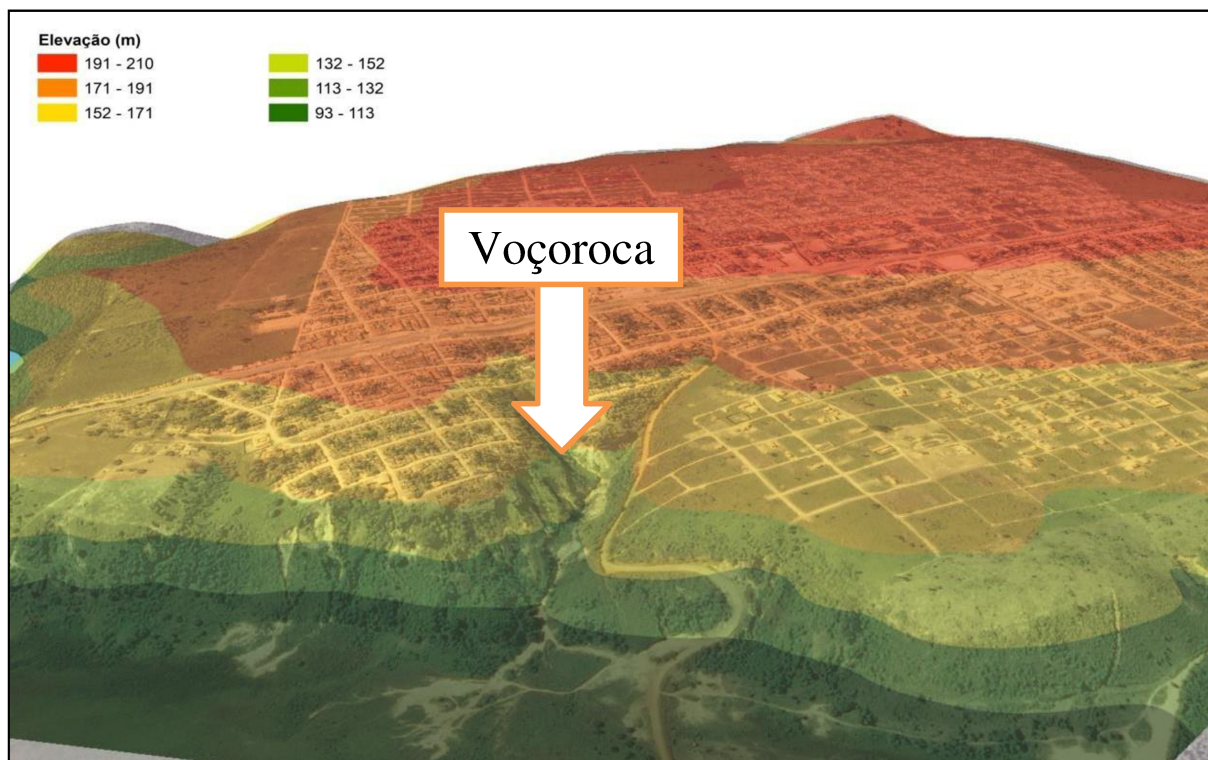 Elevação (m)
191 - 210
171 - 191
152 - 171
132 - 152
113 - 132
93 - 113
Voçoroca